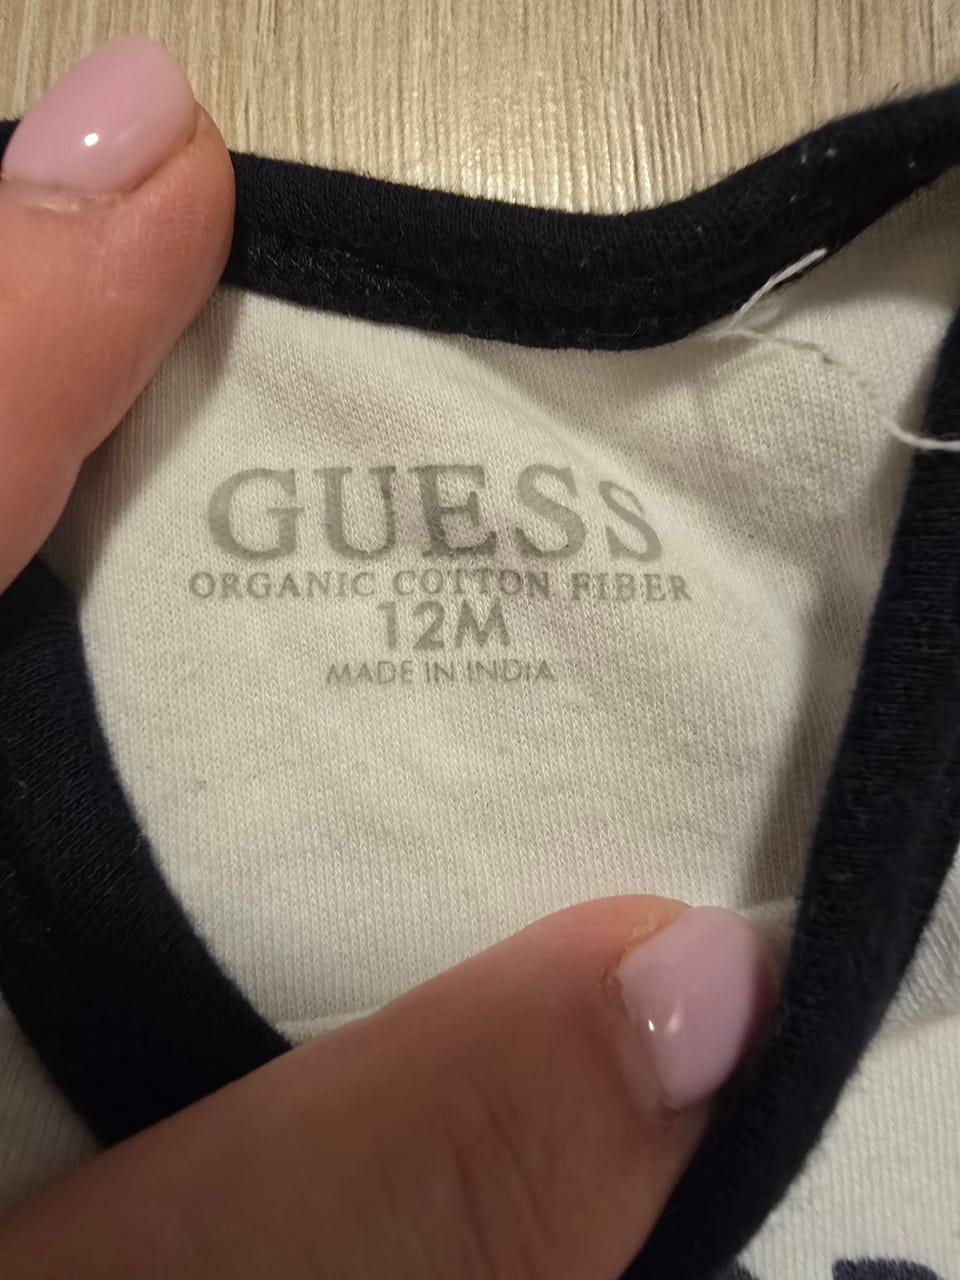 GUESS
ORGANIC COTTON FIBER
12M
MADE IN INDIA